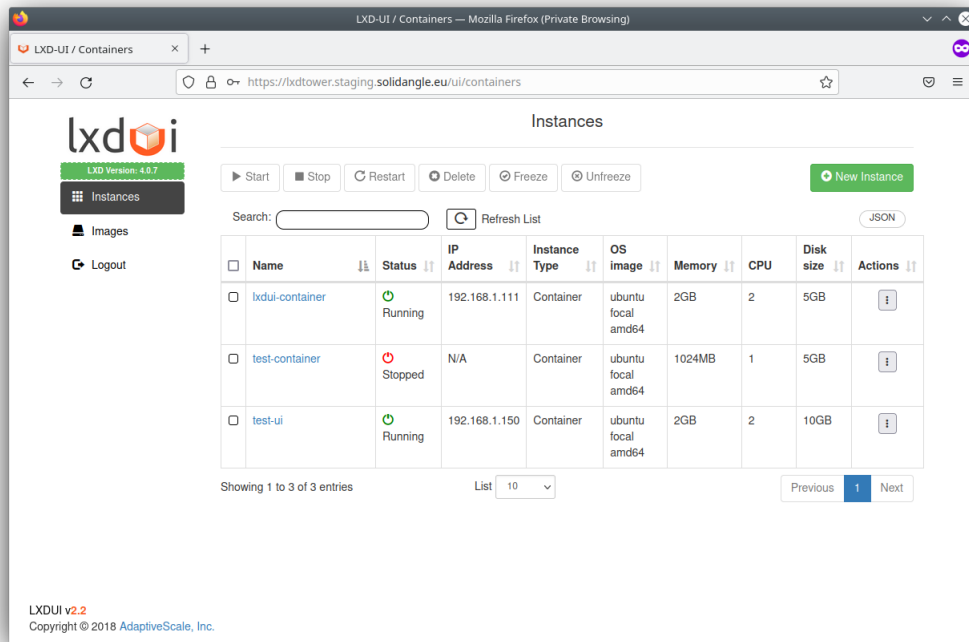 LXD-UI / Containers — Mozilla Firefox (Private Browsing)
LXD-UI / Containers
https://lxdtower.staging.solidangle.eu/ui/containers
lxdui
LXD Version: 4.0.7
Instances
Images
Logout
Instances
Start Stop Restart Delete Freeze Unfreeze New Instance
Search: Refresh List JSON
Name Status IP Address Instance Type OS image Memory CPU Disk size Actions
lxdui-container Running 192.168.1.111 Container ubuntu focal amd64 2GB 2 5GB
test-container Stopped N/A Container ubuntu focal amd64 1024MB 1 5GB
test-ui Running 192.168.1.150 Container ubuntu focal amd64 2GB 2 10GB
Showing 1 to 3 of 3 entries List 10 Previous 1 Next
LXDUI v2.2
Copyright © 2018 AdaptiveScale, Inc.